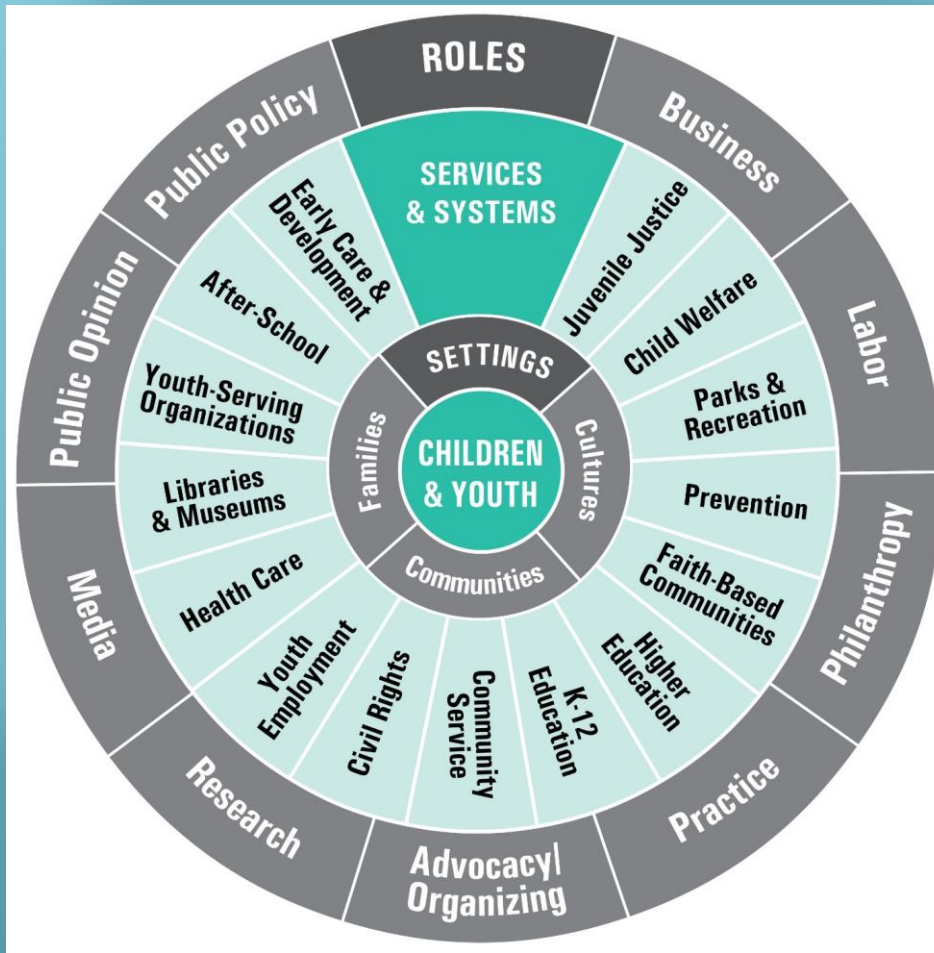 ROLES
Business
Labor
Philanthropy
Practice
Advocacy/
Organizing
Research
Media
Public Opinion
Public Policy
SERVICES
& SYSTEMS
Juvenile Justice
Child Welfare
Parks &
Recreation
Prevention
Faith-Based
Communities
Higher
Education
K-12
Education
Community
Service
Civil Rights
Youth
Employment
Health Care
Libraries
& Museums
Youth-Serving
Organizations
After-School
Early Care &
Development
SETTINGS
Cultures
Communities
Families
CHILDREN
& YOUTH